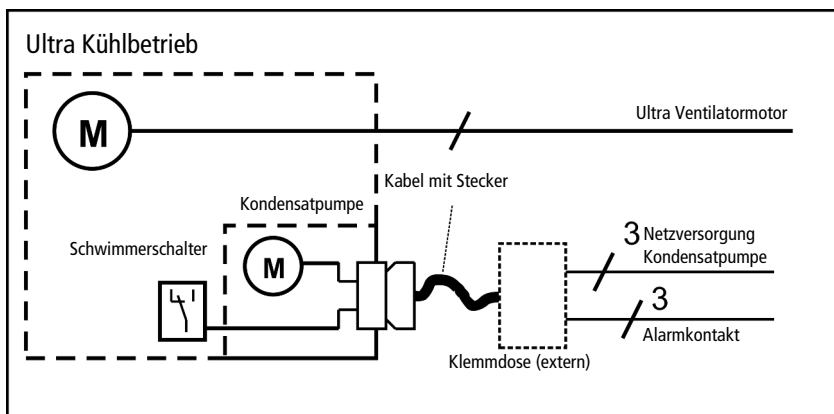 Ultra Kühlbetrieb
M
Ultra Ventilatormotor
Kabel mit Stecker
Kondensatpumpe
Schwimmerschalter
M
3 Netzversorgung
Kondensatpumpe
3
Alarmkontakt
Klemmdose (extern)